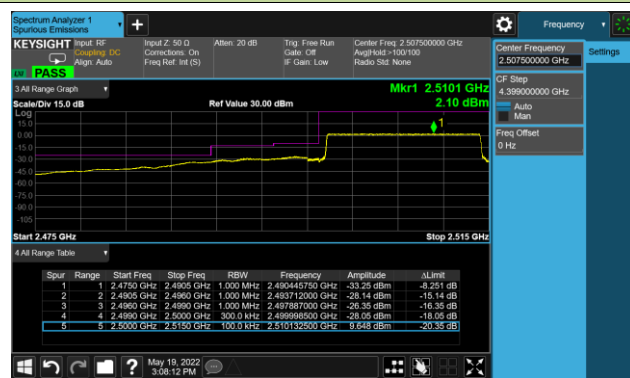 Spectrum Analyzer 1
Spurious Emissions
Frequency
KEYSIGHT Input: RF
Coupling: DC
Align: Auto
Input Z: 50 Ω
Corrections: On
Freq Ref: Int (S)
Atten: 20 dB
Trig: Free Run
Gate: Off
IF Gain: Low
Center Freq: 2.507500000 GHz
Avg|Hold:>100/100
Radio Std: None
PASS
Center Frequency
2.507500000 GHz
Settings
CF Step
4.399000000 GHz
Auto
Man
Freq Offset
0 Hz
3 All Range Graph
Mkr1 2.5101 GHz
Scale/Div 15.0 dB
Ref Value 30.00 dBm
2.10 dBm
Log
15.0
0.00
-15.0
-30.0
-45.0
-60.0
-75.0
-90.0
-105
1
Start 2.475 GHz
Stop 2.515 GHz
4 All Range Table
Spur Range Start Freq Stop Freq RBW Frequency Amplitude ΔLimit
1 1 2.4750 GHz 2.4905 GHz 1.000 MHz 2.490445750 GHz -33.25 dBm -8.251 dB
2 2 2.4905 GHz 2.4960 GHz 1.000 MHz 2.493712000 GHz -28.14 dBm -15.14 dB
3 3 2.4960 GHz 2.4990 GHz 1.000 MHz 2.497887000 GHz -26.35 dBm -16.35 dB
4 4 2.4990 GHz 2.5000 GHz 300.0 kHz 2.499998500 GHz -28.05 dBm -18.05 dB
5 5 2.5000 GHz 2.5150 GHz 100.0 kHz 2.510132500 GHz 9.648 dBm -20.35 dB
May 19, 2022
3:08:12 PM